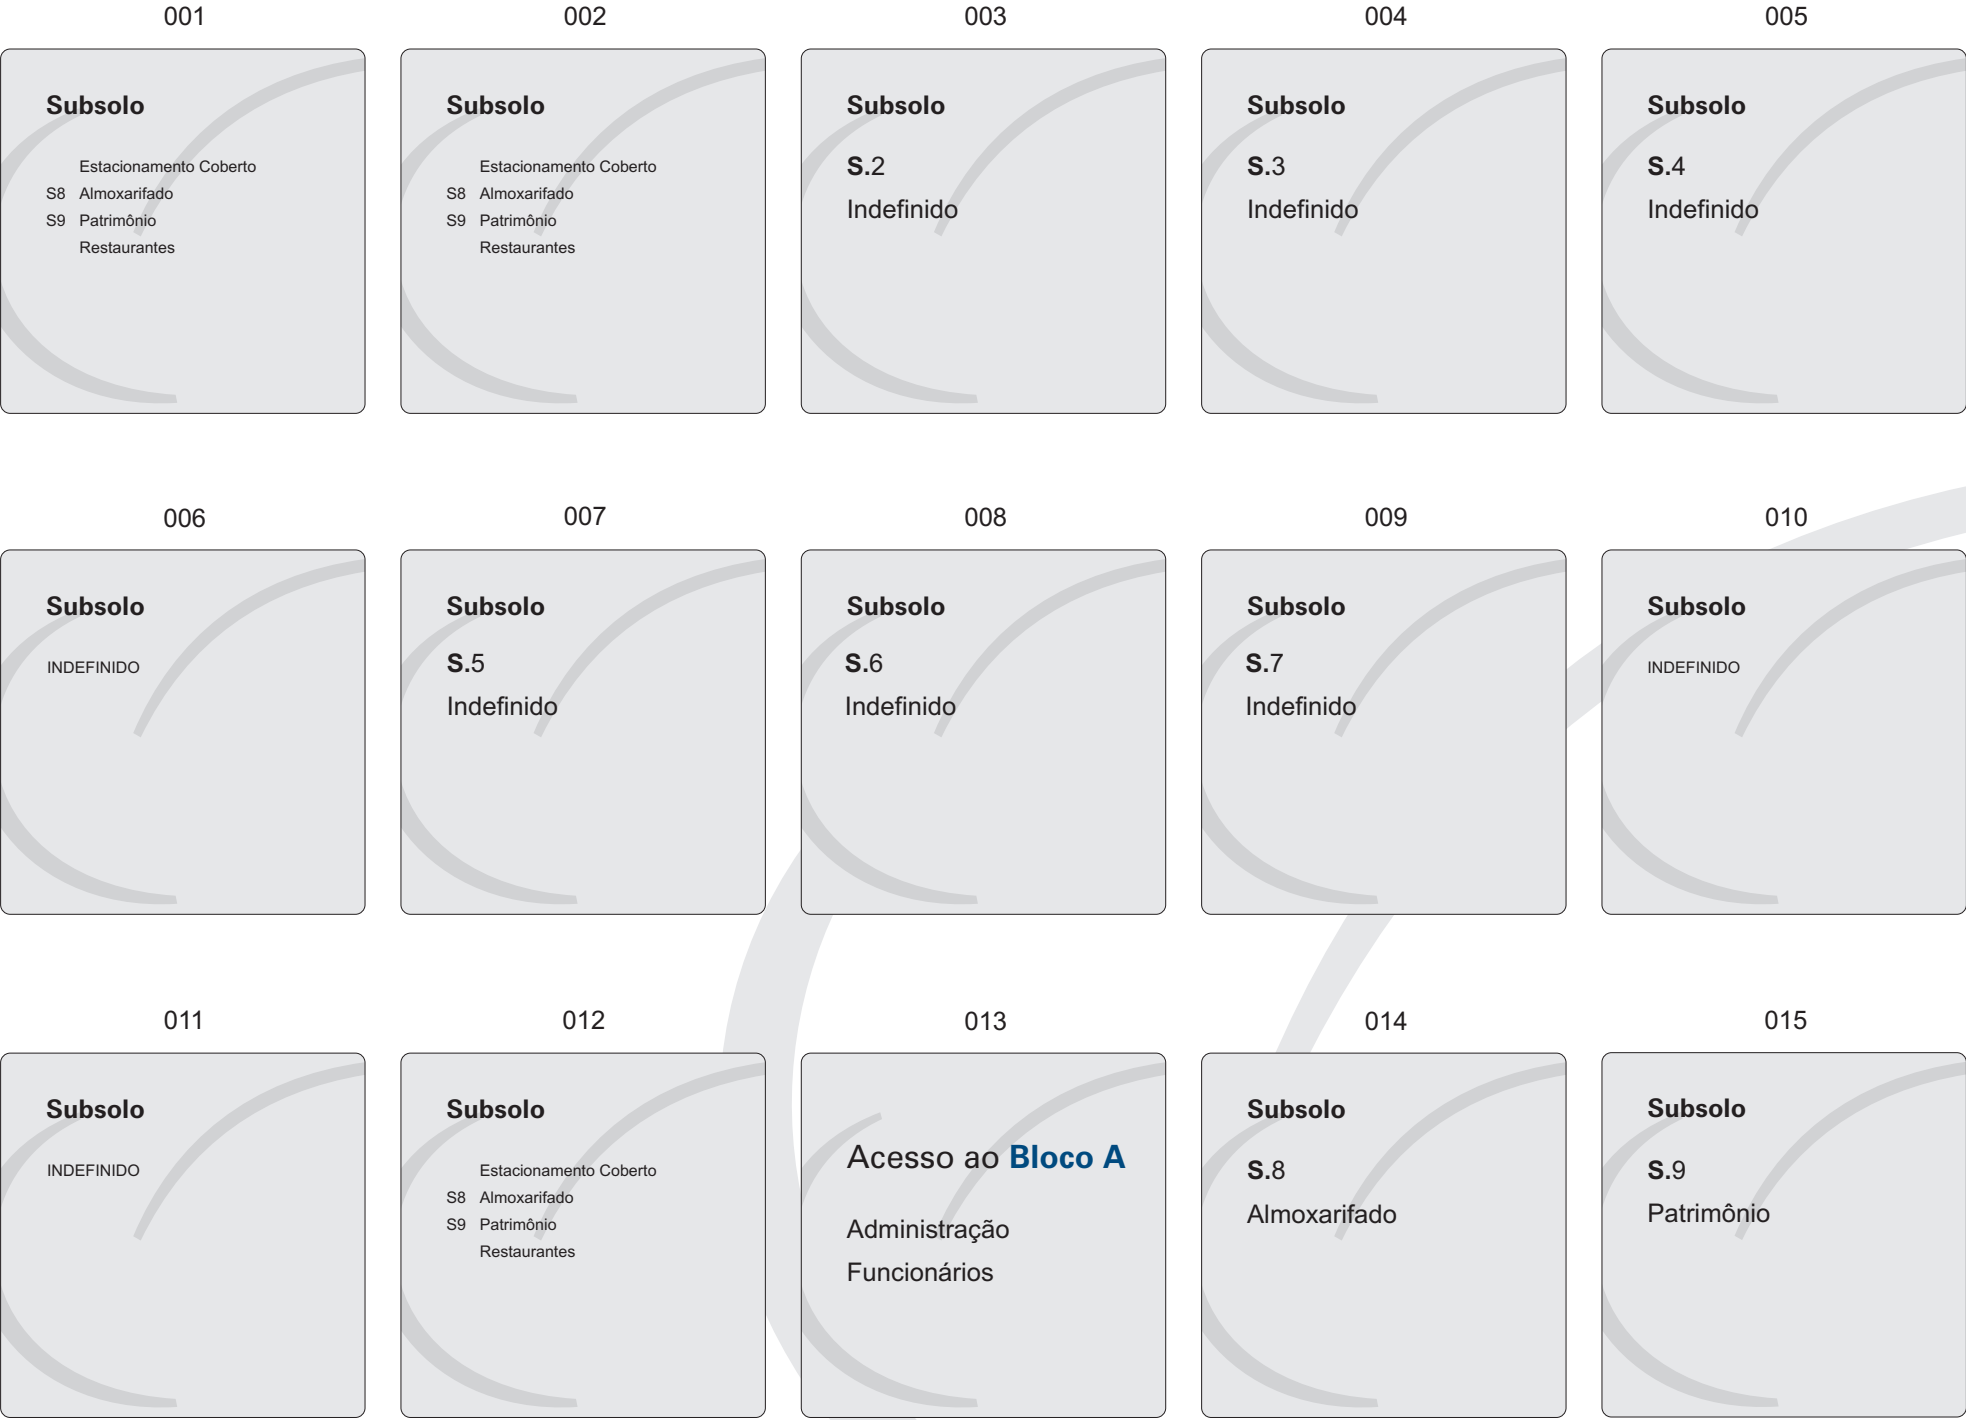 001
002
003
004
005
Subsolo
Estacionamento Coberto
S8 Almoxarifado
S9 Patrimônio
Restaurantes
Subsolo
Estacionamento Coberto
S8 Almoxarifado
S9 Patrimônio
Restaurantes
Subsolo
S.2
Indefinido
Subsolo
S.3
Indefinido
Subsolo
S.4
Indefinido
006
007
008
009
010
Subsolo
INDEFINIDO
Subsolo
S.5
Indefinido
Subsolo
S.6
Indefinido
Subsolo
S.7
Indefinido
Subsolo
INDEFINIDO
011
012
013
014
015
Subsolo
INDEFINIDO
Subsolo
Estacionamento Coberto
S8 Almoxarifado
S9 Patrimônio
Restaurantes
Acesso ao Bloco A
Administração
Funcionários
Subsolo
S.8
Almoxarifado
Subsolo
S.9
Patrimônio